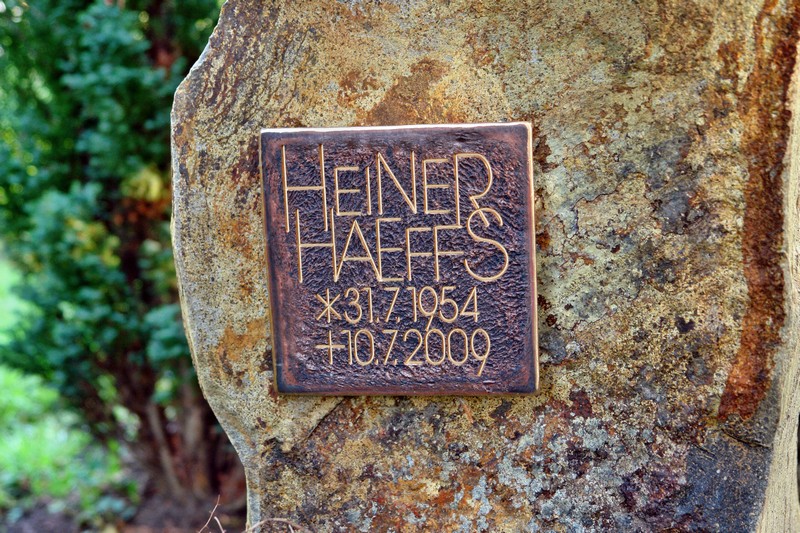 HEINER
HAEFFS
*31.7.1954
+10.7.2009